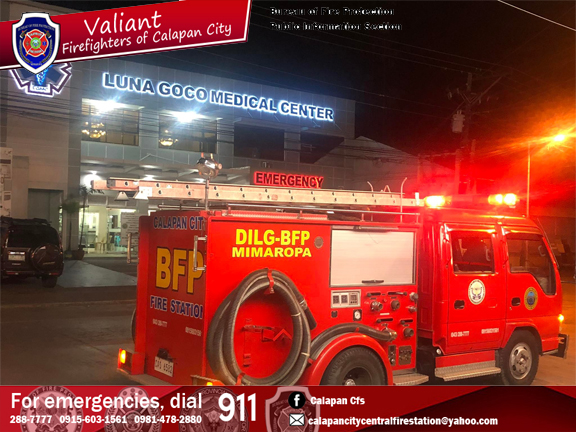 Valiant
Firefighters of Calapan City
Bureau of Fire Protection
Public Information Section
LUNA GOCO MEDICAL CENTER
EMERGENCY
CALAPAN CITY
BFP
FIRE STATION
DILG-BFP
MIMAROPA
For emergencies, dial 911
288-7777 0915-603-1561 0981-478-2880
Calapan Cfs
calapancitycentralfirestation@yahoo.com